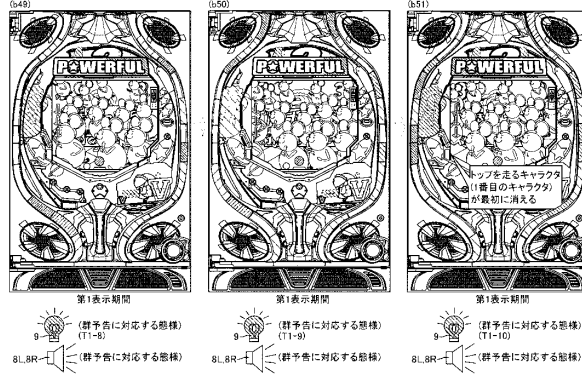 (b49)
(b50)
(b51)
POWERFUL
POWERFUL
POWERFUL
トップを走るキャラクタ
(1番目のキャラクタ)
が最初に消える
V
V
第1表示期間
第1表示期間
第1表示期間
9
(群予告に対応する態様)
(T1-8)
9
(群予告に対応する態様)
(T1-9)
9
(群予告に対応する態様)
(T1-10)
8L,8R
(群予告に対応する態様)
8L,8R
(群予告に対応する態様)
8L,8R
(群予告に対応する態様)